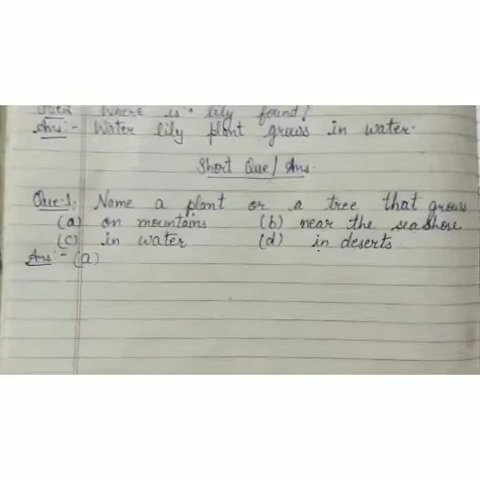 Where is lily found?
Ans:- Water lily plant grows in water.
Short Que/Ans.
Que-1. Name a plant or a tree that grows
(a) on mountains (b) near the seashore
(c) in water (d) in deserts.
Ans:- (a)